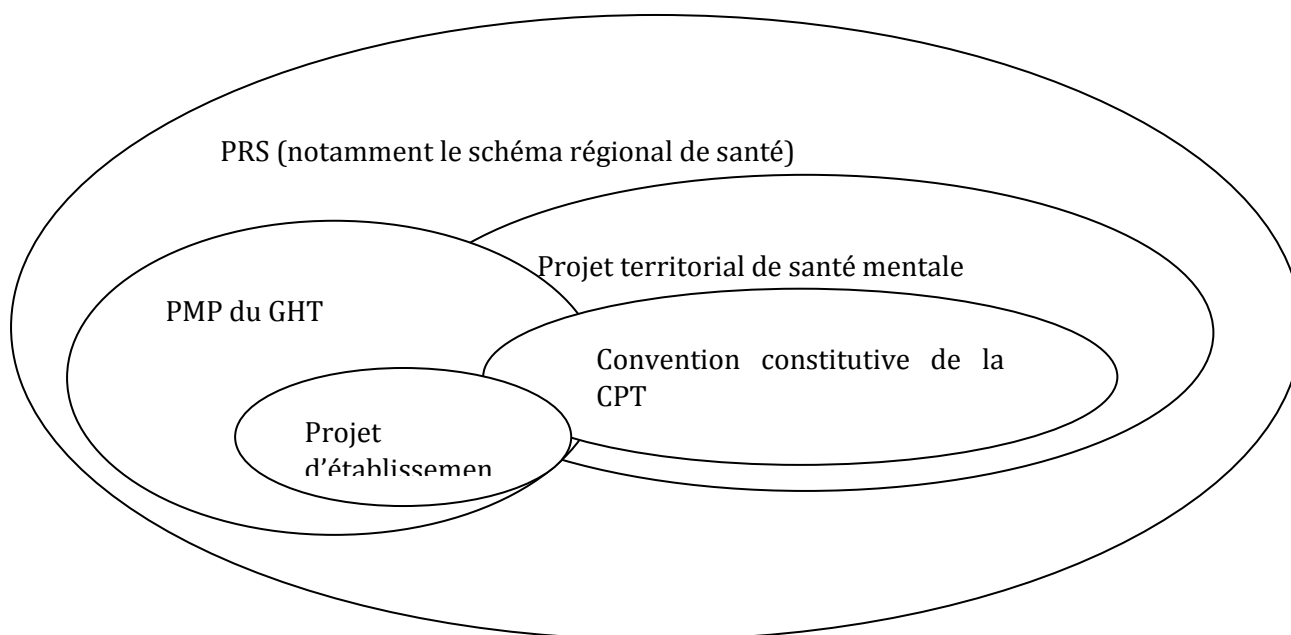 PRS (notamment le schéma régional de santé)
Projet territorial de santé mentale
PMP du GHT
Convention constitutive de la
CPT
Projet
d'établissemen